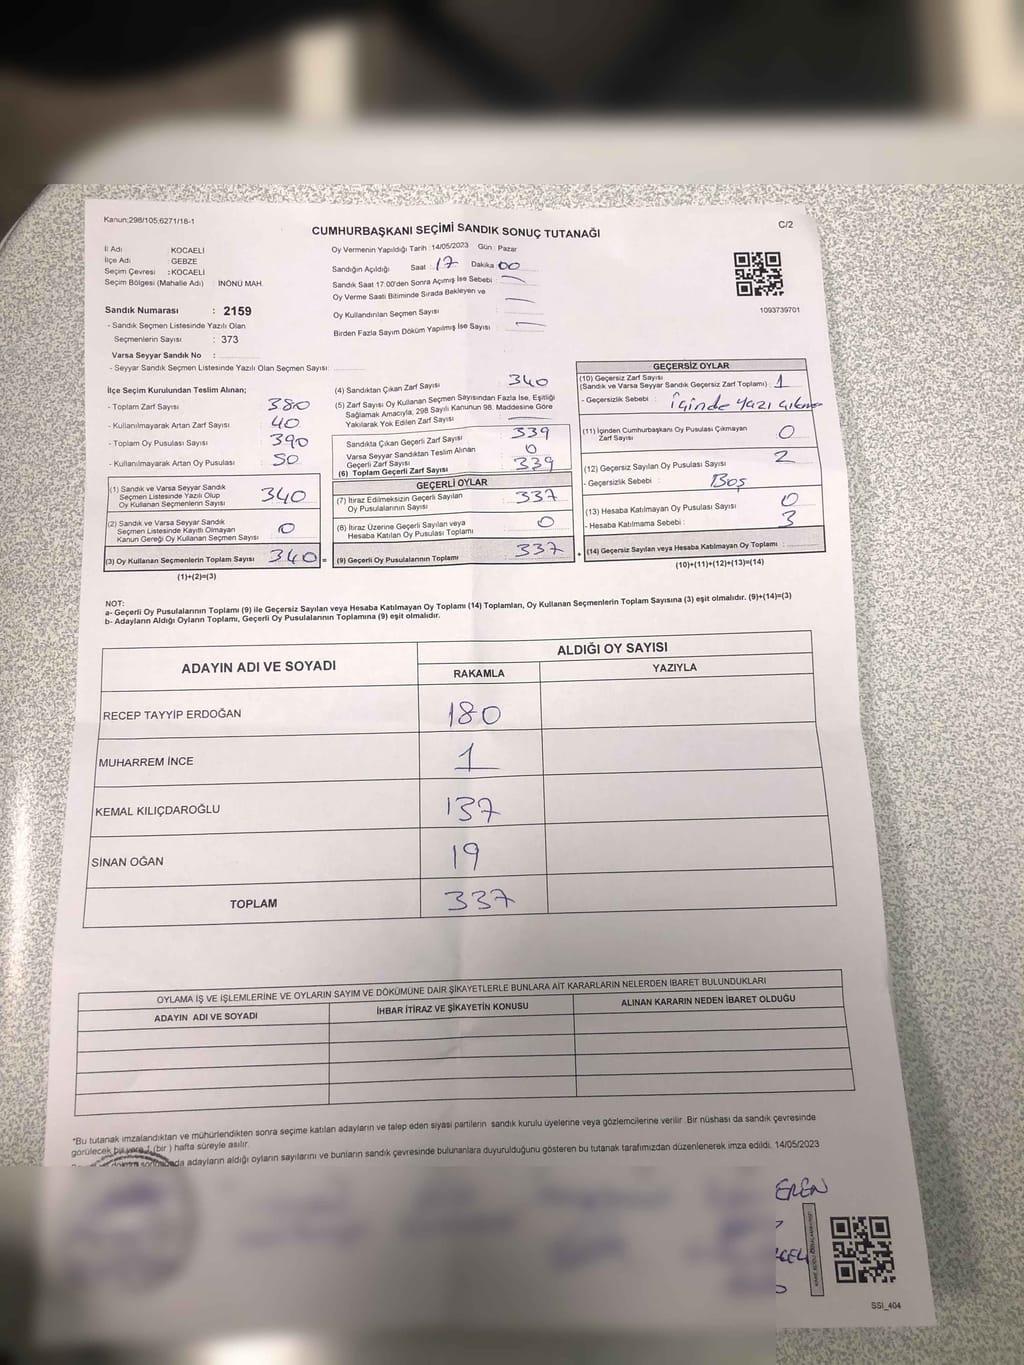 Kanun:298/105;6271/18-1
C/2
CUMHURBAŞKANI SEÇİMİ SANDIK SONUÇ TUTANAĞI
İl Adı : KOCAELİ
İlçe Adı : GEBZE
Seçim Çevresi : KOCAELİ
Seçim Bölgesi (Mahalle Adı) : İNÖNÜ MAH.
Sandık Numarası : 2159
- Sandık Seçmen Listesinde Yazılı Olan
Seçmenlerin Sayısı : 373
Varsa Seyyar Sandık No :
- Seyyar Sandık Seçmen Listesinde Yazılı Olan Seçmen Sayısı:
Oy Vermenin Yapıldığı Tarih :14/05/2023 Gün : Pazar
Sandığın Açıldığı Saat : 17 Dakika 00
Sandık Saat 17:00'den Sonra Açımış İse Sebebi :
Oy Verme Saati Bitiminde Sırada Bekleyen ve
Oy Kullandırılan Seçmen Sayısı :
Birden Fazla Sayım Döküm Yapılmış İse Sayısı :
1093739701
İlçe Seçim Kurulundan Teslim Alınan;
- Toplam Zarf Sayısı : 380
- Kullanılmayarak Artan Zarf Sayısı : 40
- Toplam Oy Pusulası Sayısı : 390
- Kullanılmayarak Artan Oy Pusulası : 50
(1) Sandık ve Varsa Seyyar Sandık
Seçmen Listesinde Yazılı Olup
Oy Kullanan Seçmenlerin Sayısı 340
(2) Sandık ve Varsa Seyyar Sandık
Seçmen Listesinde Kayıtlı Olmayan
Kanun Gereği Oy Kullanan Seçmen Sayısı 0
(3) Oy Kullanan Seçmenlerin Toplam Sayısı 340 =
(1)+(2)=(3)
(4) Sandıktan Çıkan Zarf Sayısı 340
(5) Zarf Sayısı Oy Kullanan Seçmen Sayısından Fazla İse, Eşitliği
Sağlamak Amacıyla, 298 Sayılı Kanunun 98. Maddesine Göre
Yakılarak Yok Edilen Zarf Sayısı :
Sandıkta Çıkan Geçerli Zarf Sayısı 339
Varsa Seyyar Sandıktan Teslim Alınan
Geçerli Zarf Sayısı 0
(6) Toplam Geçerli Zarf Sayısı 339
GEÇERLİ OYLAR
(7) İtiraz Edilmeksizin Geçerli Sayılan
Oy Pusulalarının Sayısı 337
(8) İtiraz Üzerine Geçerli Sayılan veya
Hesaba Katılan Oy Pusulası Toplamı 0
(9) Geçerli Oy Pusulalarının Toplamı 337 +
GEÇERSİZ OYLAR
(10) Geçersiz Zarf Sayısı
(Sandık ve Varsa Seyyar Sandık Geçersiz Zarf Toplamı) : 1
- Geçersizlik Sebebi : İçinde yazı çıkması
(11) İçinden Cumhurbaşkanı Oy Pusulası Çıkmayan
Zarf Sayısı 0
(12) Geçersiz Sayılan Oy Pusulası Sayısı 2
- Geçersizlik Sebebi : Boş
(13) Hesaba Katılmayan Oy Pusulası Sayısı 0
- Hesaba Katılmama Sebebi : 3
(14) Geçersiz Sayılan veya Hesaba Katılmayan Oy Toplamı :
(10)+(11)+(12)+(13)=(14)
NOT:
a- Geçerli Oy Pusulalarının Toplamı (9) ile Geçersiz Sayılan veya Hesaba Katılmayan Oy Toplamı (14) Toplamları, Oy Kullanan Seçmenlerin Toplam Sayısına (3) eşit olmalıdır. (9)+(14)=(3)
b- Adayların Aldığı Oyların Toplamı, Geçerli Oy Pusulalarının Toplamına (9) eşit olmalıdır.
ADAYIN ADI VE SOYADI
ALDIĞI OY SAYISI
RAKAMLA YAZIYLA
RECEP TAYYİP ERDOĞAN 180
MUHARREM İNCE 1
KEMAL KILIÇDAROĞLU 137
SİNAN OĞAN 19
TOPLAM 337
OYLAMA İŞ VE İŞLEMLERİNE VE OYLARIN SAYIM VE DÖKÜMÜNE DAİR ŞİKAYETLERLE BUNLARA AİT KARARLARIN NELERDEN İBARET BULUNDUKLARI
ADAYIN ADI VE SOYADI İHBAR İTİRAZ VE ŞİKAYETİN KONUSU ALINAN KARARIN NEDEN İBARET OLDUĞU
*Bu tutanak imzalandıktan ve mühürlendikten sonra seçime katılan adayların ve talep eden siyasi partilerin sandık kurulu üyelerine veya gözlemcilerine verilir. Bir nüshası da sandık çevresinde
görülecek bir yere 1 (bir) hafta süreyle asılır.
adayların aldığı oyların sayılarını ve bunların sandık çevresinde bulunanlara duyurulduğunu gösteren bu tutanak tarafımızdan düzenlenerek imza edildi. 14/05/2023
EREN
SSI_404